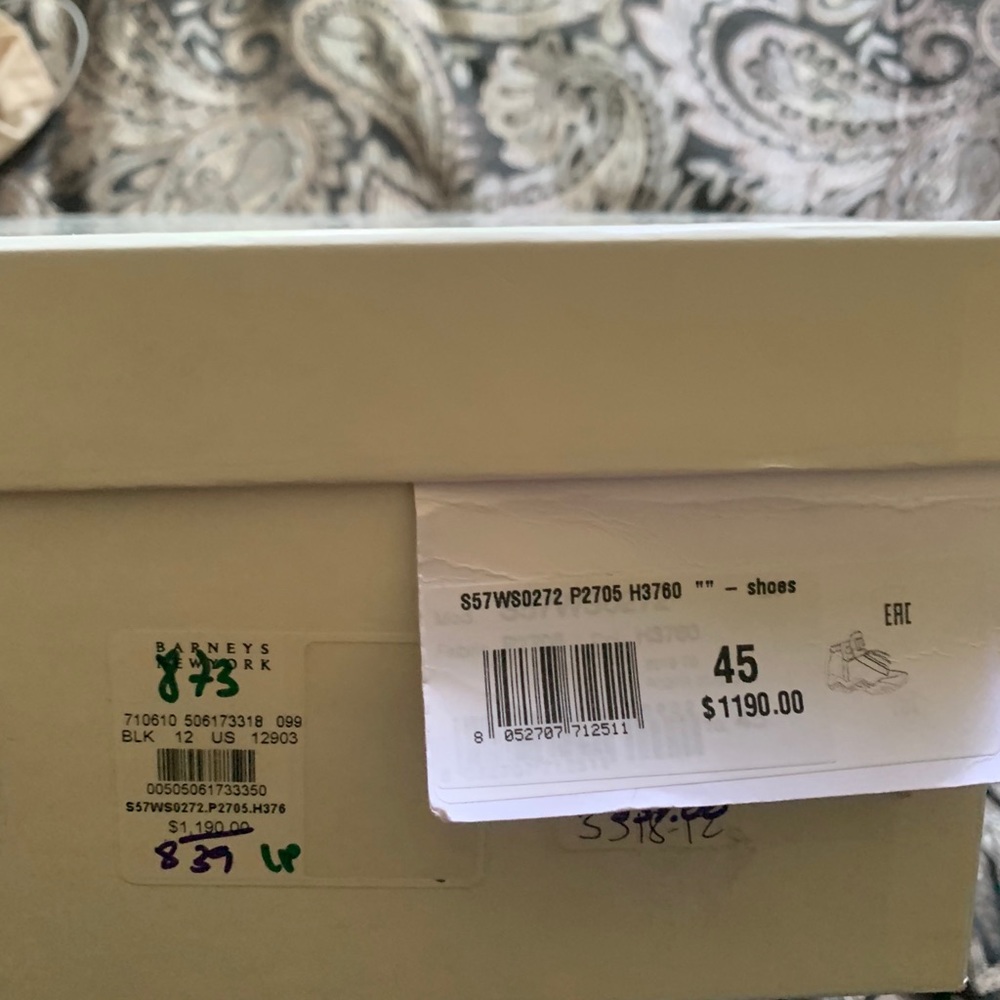 S57WS0272 P2705 H3760 "" – shoes
EAC
45
$1190.00
8 052707 712511
BARNEYS
NEW YORK
873
710610 506173318 099
BLK 12 US 12903
00505061733350
S57WS0272.P2705.H376
$1,190.00
839 LP